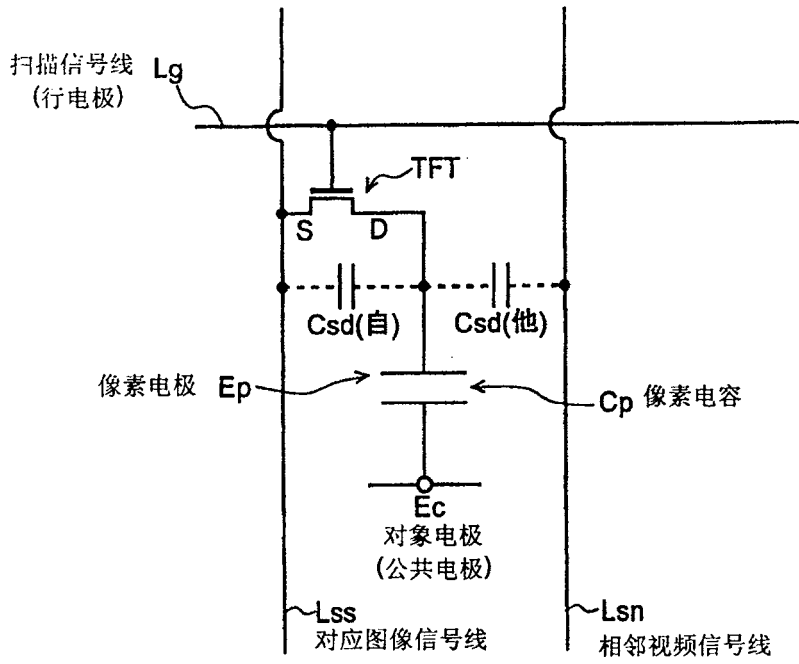 扫描信号线 Lg
(行电极)
TFT
S D
Csd(自) Csd(他)
像素电极 Ep
Cp 像素电容
Ec
对象电极
(公共电极)
Lss
对应图像信号线
Lsn
相邻视频信号线